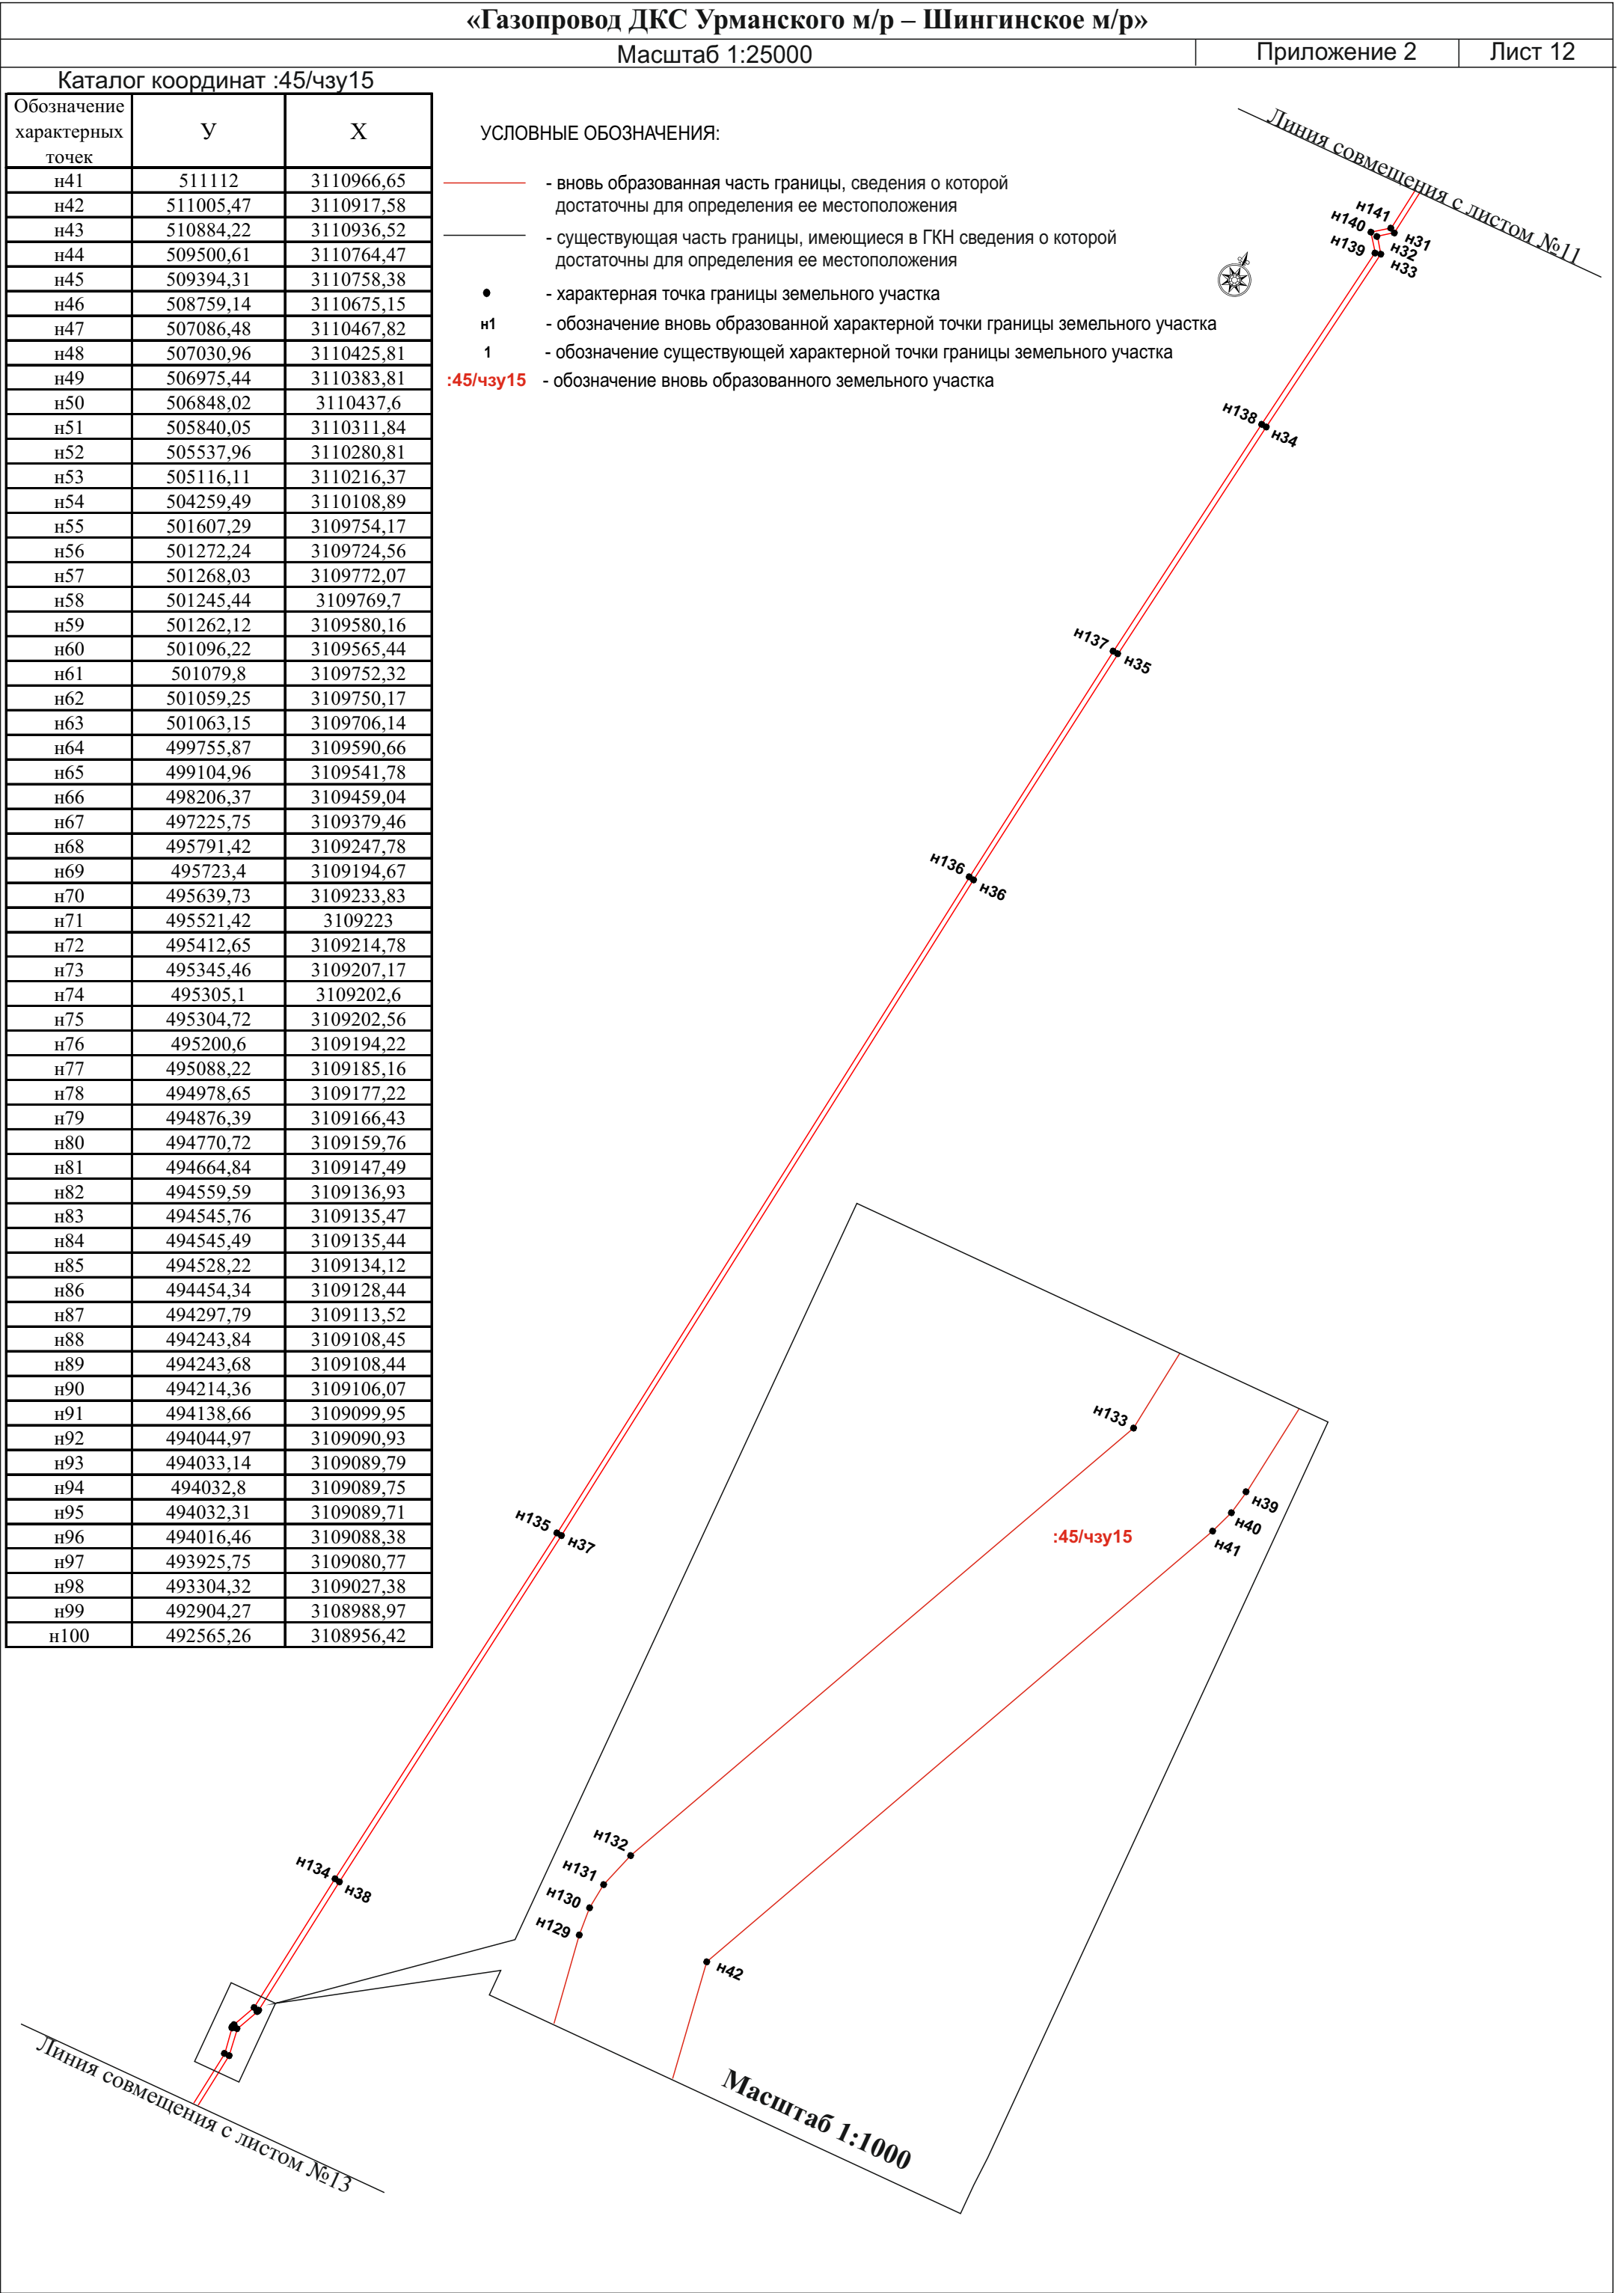 «Газопровод ДКС Урманского м/р – Шингинское м/р»
Масштаб 1:25000 Приложение 2 Лист 12
Каталог координат :45/чзу15
Обозначение характерных точек У Х
н41 511112 3110966,65
н42 511005,47 3110917,58
н43 510884,22 3110936,52
н44 509500,61 3110764,47
н45 509394,31 3110758,38
н46 508759,14 3110675,15
н47 507086,48 3110467,82
н48 507030,96 3110425,81
н49 506975,44 3110383,81
н50 506848,02 3110437,6
н51 505840,05 3110311,84
н52 505537,96 3110280,81
н53 505116,11 3110216,37
н54 504259,49 3110108,89
н55 501607,29 3109754,17
н56 501272,24 3109724,56
н57 501268,03 3109772,07
н58 501245,44 3109769,7
н59 501262,12 3109580,16
н60 501096,22 3109565,44
н61 501079,8 3109752,32
н62 501059,25 3109750,17
н63 501063,15 3109706,14
н64 499755,87 3109590,66
н65 499104,96 3109541,78
н66 498206,37 3109459,04
н67 497225,75 3109379,46
н68 495791,42 3109247,78
н69 495723,4 3109194,67
н70 495639,73 3109233,83
н71 495521,42 3109223
н72 495412,65 3109214,78
н73 495345,46 3109207,17
н74 495305,1 3109202,6
н75 495304,72 3109202,56
н76 495200,6 3109194,22
н77 495088,22 3109185,16
н78 494978,65 3109177,22
н79 494876,39 3109166,43
н80 494770,72 3109159,76
н81 494664,84 3109147,49
н82 494559,59 3109136,93
н83 494545,76 3109135,47
н84 494545,49 3109135,44
н85 494528,22 3109134,12
н86 494454,34 3109128,44
н87 494297,79 3109113,52
н88 494243,84 3109108,45
н89 494243,68 3109108,44
н90 494214,36 3109106,07
н91 494138,66 3109099,95
н92 494044,97 3109090,93
н93 494033,14 3109089,79
н94 494032,8 3109089,75
н95 494032,31 3109089,71
н96 494016,46 3109088,38
н97 493925,75 3109080,77
н98 493304,32 3109027,38
н99 492904,27 3108988,97
н100 492565,26 3108956,42
УСЛОВНЫЕ ОБОЗНАЧЕНИЯ:
- вновь образованная часть границы, сведения о которой
достаточны для определения ее местоположения
- существующая часть границы, имеющиеся в ГКН сведения о которой
достаточны для определения ее местоположения
- характерная точка границы земельного участка
н1 - обозначение вновь образованной характерной точки границы земельного участка
1 - обозначение существующей характерной точки границы земельного участка
:45/чзу15 - обозначение вновь образованного земельного участка
Линия совмещения с листом №11
н141
н140
н31
н32
н139
н33
н138
н34
н137
н35
н136
н36
н135
н37
н134
н38
н133
н39
н40
н41
:45/чзу15
н132
н131
н130
н129
н42
Масштаб 1:1000
Линия совмещения с листом №13